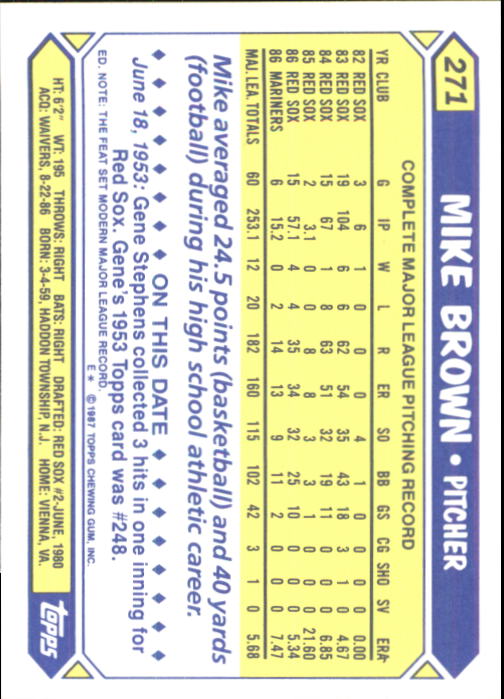 271 MIKE BROWN • PITCHER
COMPLETE MAJOR LEAGUE PITCHING RECORD
YR CLUB G IP W L R ER SO BB GS CG SHO SV ERA
82 RED SOX 3 6 1 0 0 0 4 1 0 0 0 0 0.00
83 RED SOX 19 104 6 6 62 54 35 43 18 3 1 0 4.67
84 RED SOX 15 67 1 8 63 51 32 19 11 0 0 0 6.85
85 RED SOX 2 3.1 0 0 8 8 3 3 1 0 0 0 21.60
86 RED SOX 15 57.1 4 4 35 34 32 25 10 0 0 0 5.34
86 MARINERS 6 15.2 0 2 14 13 9 11 2 0 0 0 7.47
MAJ. LEA. TOTALS 60 253.1 12 20 182 160 115 102 42 3 1 0 5.68
Mike averaged 24.5 points (basketball) and 40 yards
(football) during his high school athletic career.
♦ ♦ ♦ ♦ ♦ ♦ ON THIS DATE ♦ ♦ ♦ ♦ ♦ ♦
June 18, 1953: Gene Stephens collected 3 hits in one inning for
Red Sox. Gene's 1953 Topps card was #248.
ED. NOTE: THE FEAT SET MODERN MAJOR LEAGUE RECORD.
E* ©1987 TOPPS CHEWING GUM, INC.
HT: 6'2" WT: 195 THROWS: RIGHT BATS: RIGHT DRAFTED: RED SOX #2-JUNE, 1980
ACQ: WAIVERS, 8-22-86 BORN: 3-4-59, HADDON TOWNSHIP, N.J. HOME: VIENNA, VA.
topps